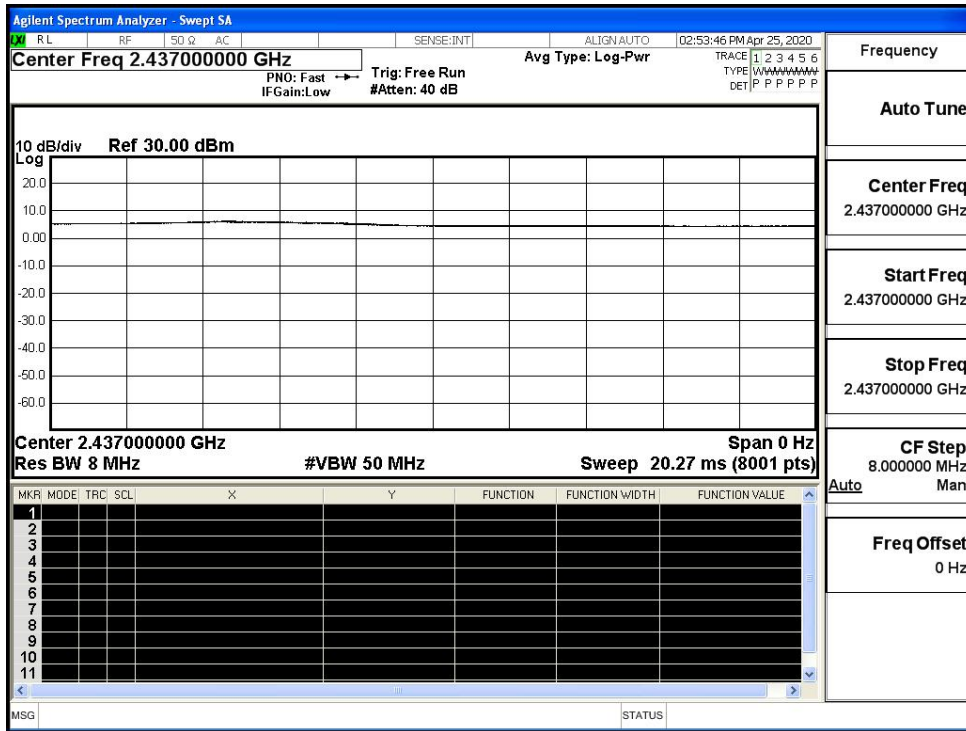 Agilent Spectrum Analyzer - Swept SA
LXI RL RF 50 Ω AC SENSE:INT ALIGN AUTO 02:53:46 PM Apr 25, 2020
Center Freq 2.437000000 GHz
PNO: Fast
IFGain:Low
Trig: Free Run
#Atten: 40 dB
Avg Type: Log-Pwr
TRACE 1 2 3 4 5 6
TYPE WWWWWW
DET P P P P P P
10 dB/div Ref 30.00 dBm
Log
20.0
10.0
0.00
-10.0
-20.0
-30.0
-40.0
-50.0
-60.0
Center 2.437000000 GHz Span 0 Hz
Res BW 8 MHz #VBW 50 MHz Sweep 20.27 ms (8001 pts)
MKR MODE TRC SCL X Y FUNCTION FUNCTION WIDTH FUNCTION VALUE
1
2
3
4
5
6
7
8
9
10
11
MSG STATUS
Frequency
Auto Tune
Center Freq
2.437000000 GHz
Start Freq
2.437000000 GHz
Stop Freq
2.437000000 GHz
CF Step
8.000000 MHz
Auto Man
Freq Offset
0 Hz